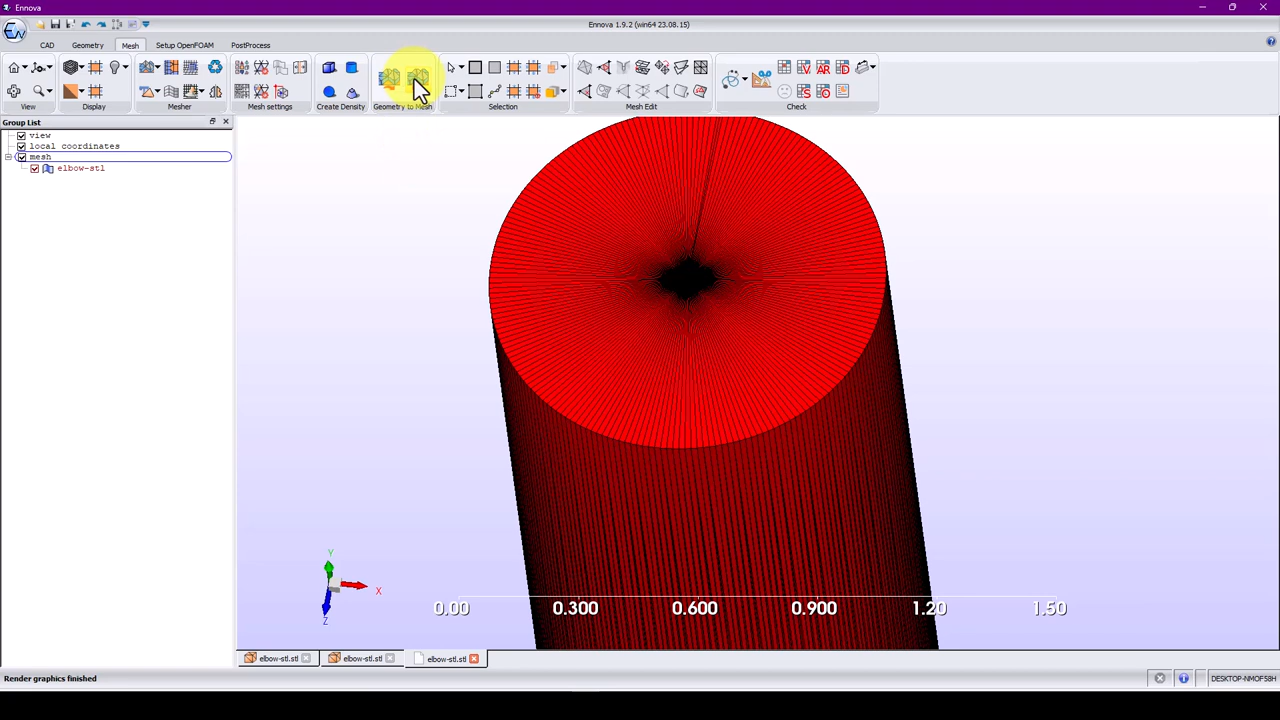 Ennova
Ennova 1.9.2 (win64 23.08.15)
CAD Geometry Mesh Setup OpenFOAM PostProcess
View Display Mesher Mesh settings Create Density Geometry to Mesh Selection Mesh Edit Check
Group List
view
local coordinates
mesh
elbow-stl
Y
X
Z
0.00 0.300 0.600 0.900 1.20 1.50
elbow-stl.stl elbow-stl.stl elbow-stl.stl
Render graphics finished
DESKTOP-NMOF58H